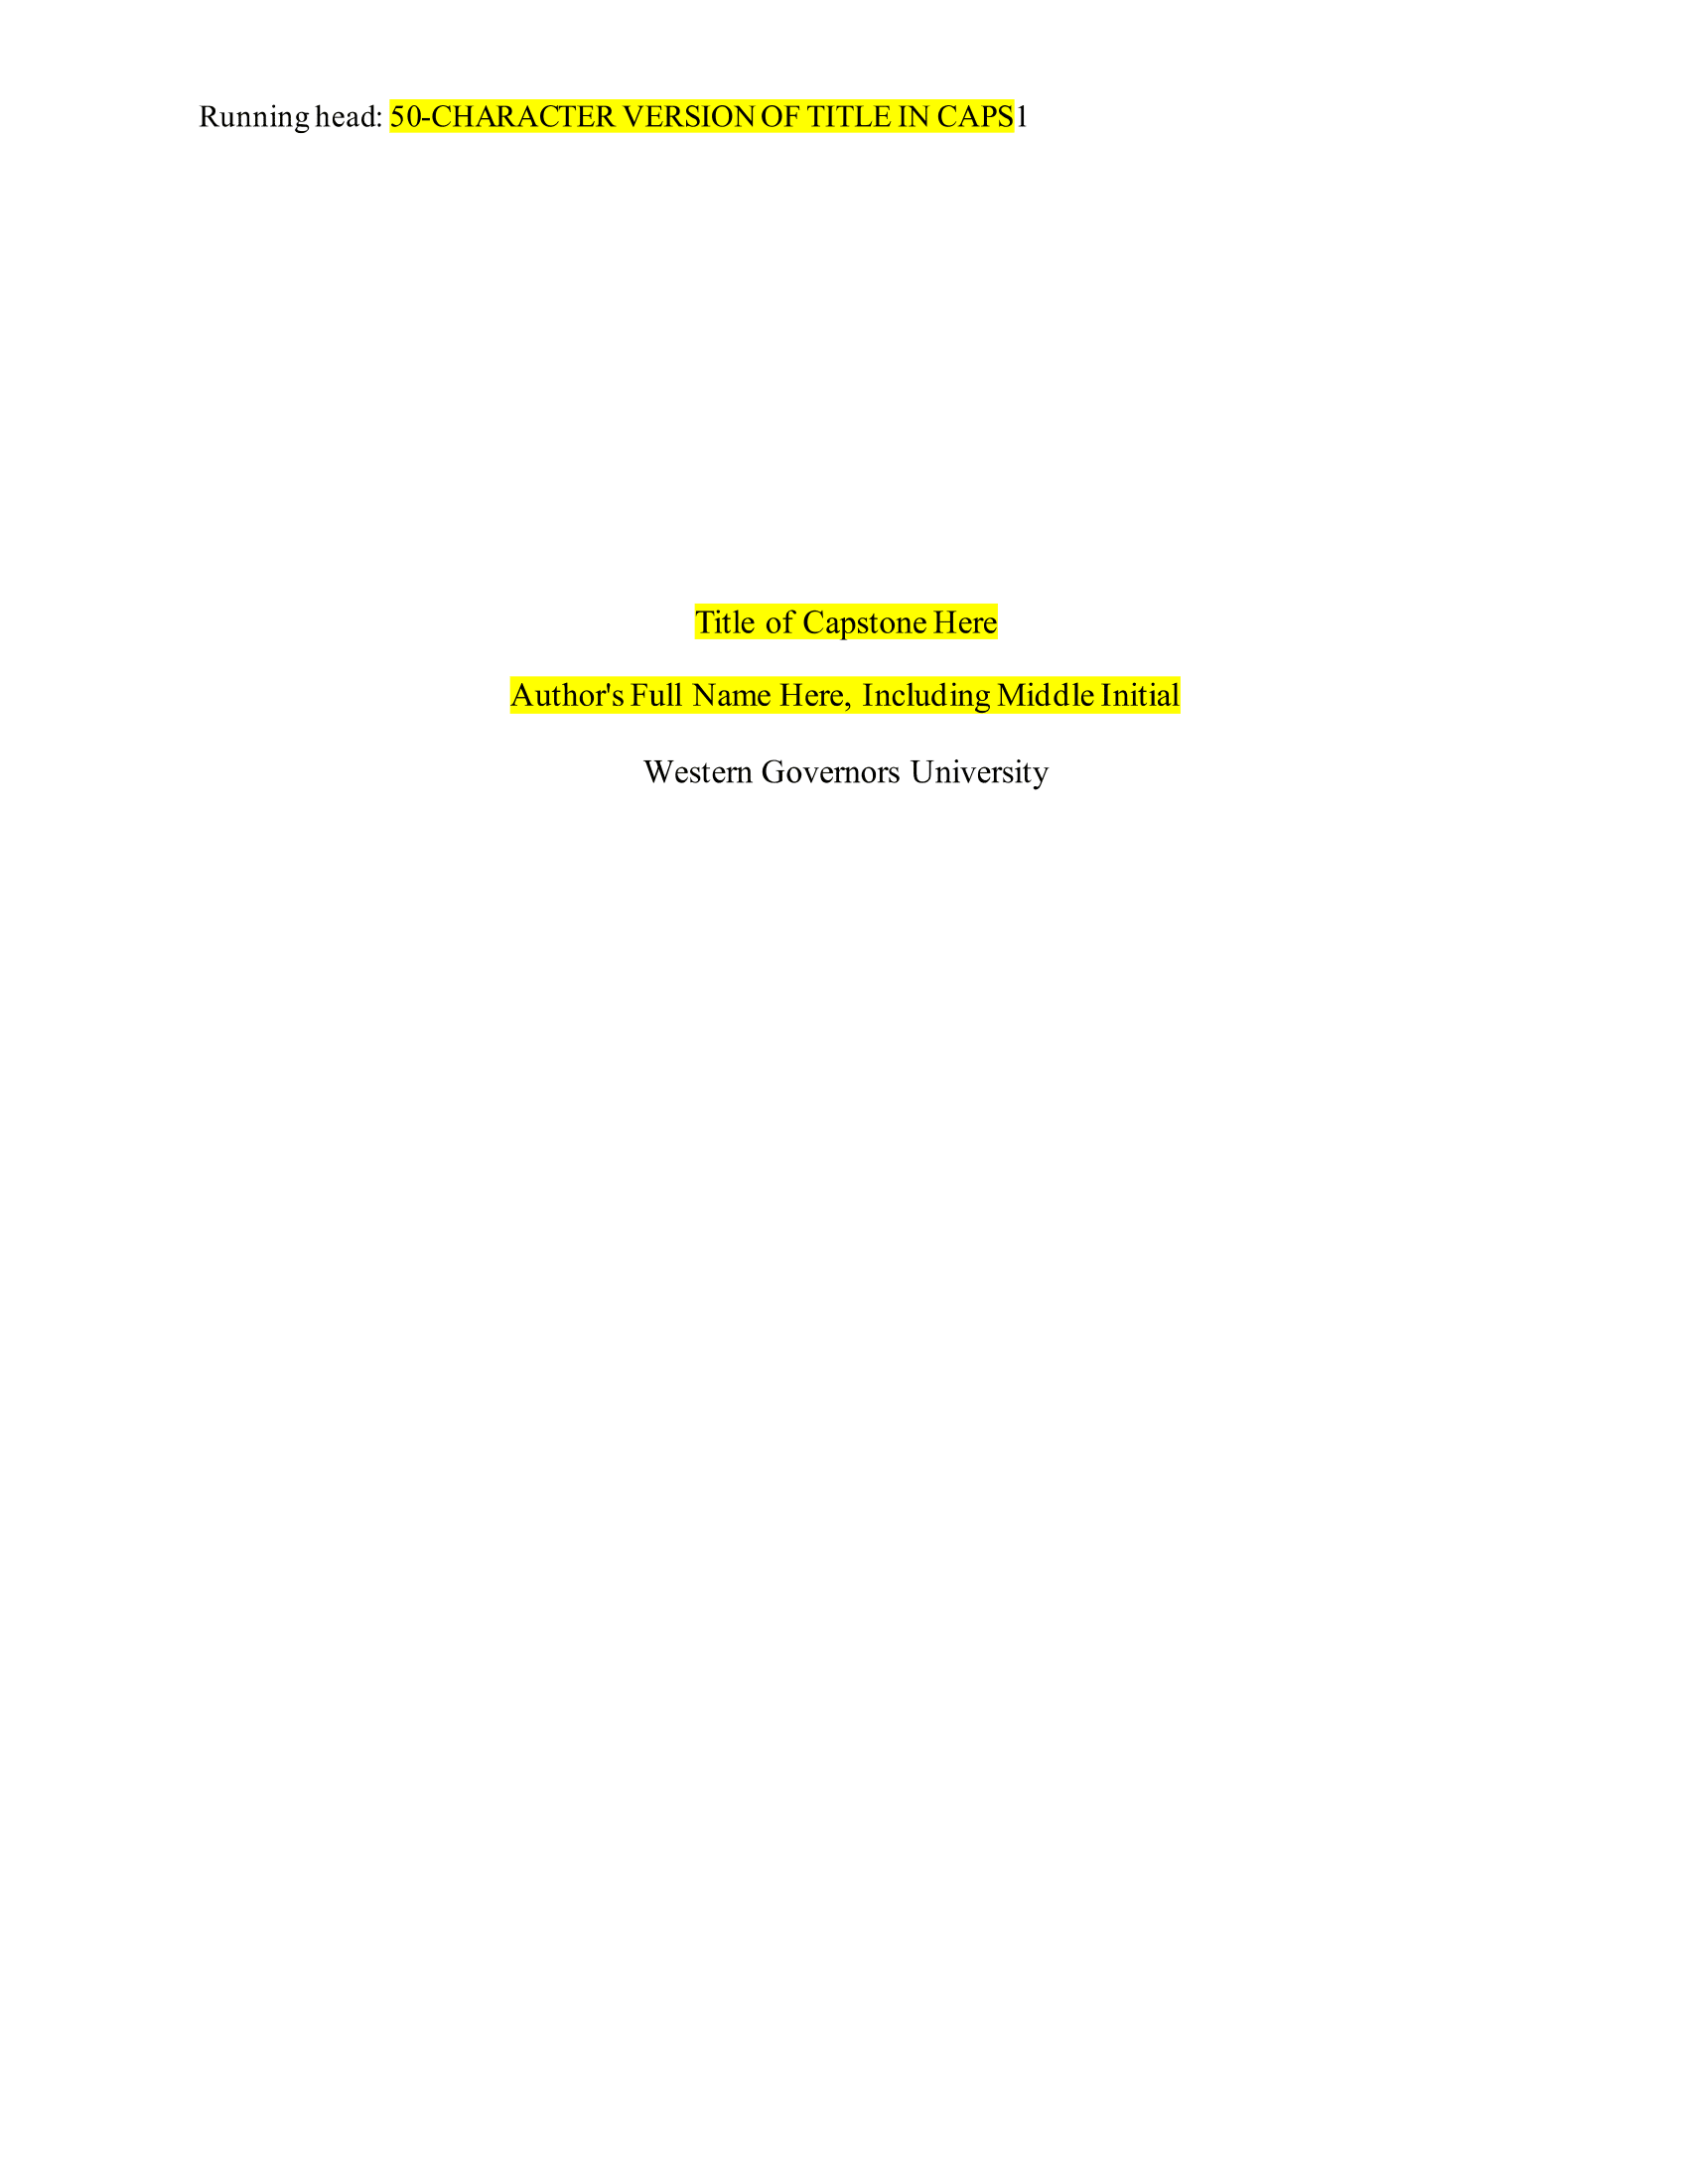 Running head: 50-CHARACTER VERSION OF TITLE IN CAPS1
Title of Capstone Here
Author's Full Name Here, Including Middle Initial
Western Governors University